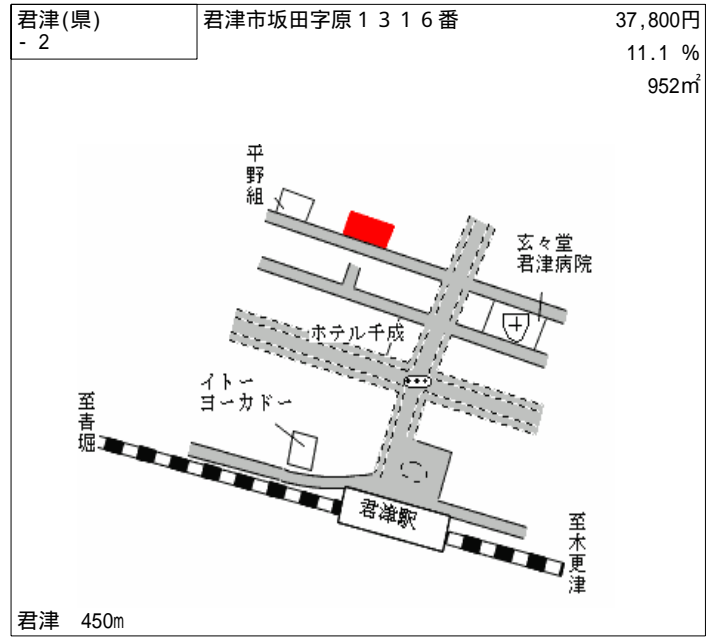 君津(県)
- 2
君津市坂田字原１３１６番
37,800円
11.1 %
952㎡
平野組
玄々堂
君津病院
ホテル千成
イトー
ヨーカドー
至青堀
君津駅
至木更津
君津 450m